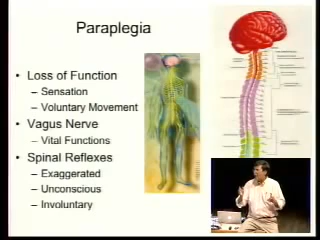 Paraplegia
• Loss of Function
– Sensation
– Voluntary Movement
• Vagus Nerve
– Vital Functions
• Spinal Reflexes
– Exaggerated
– Unconscious
– Involuntary